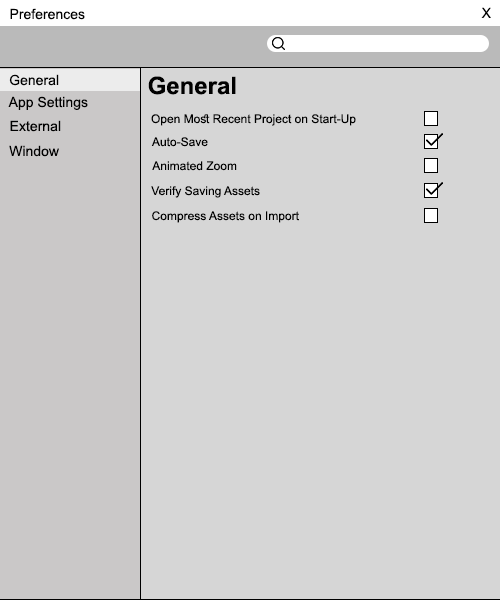 Preferences X
General
App Settings
External
Window
General
Open Most Recent Project on Start-Up
Auto-Save
Animated Zoom
Verify Saving Assets
Compress Assets on Import